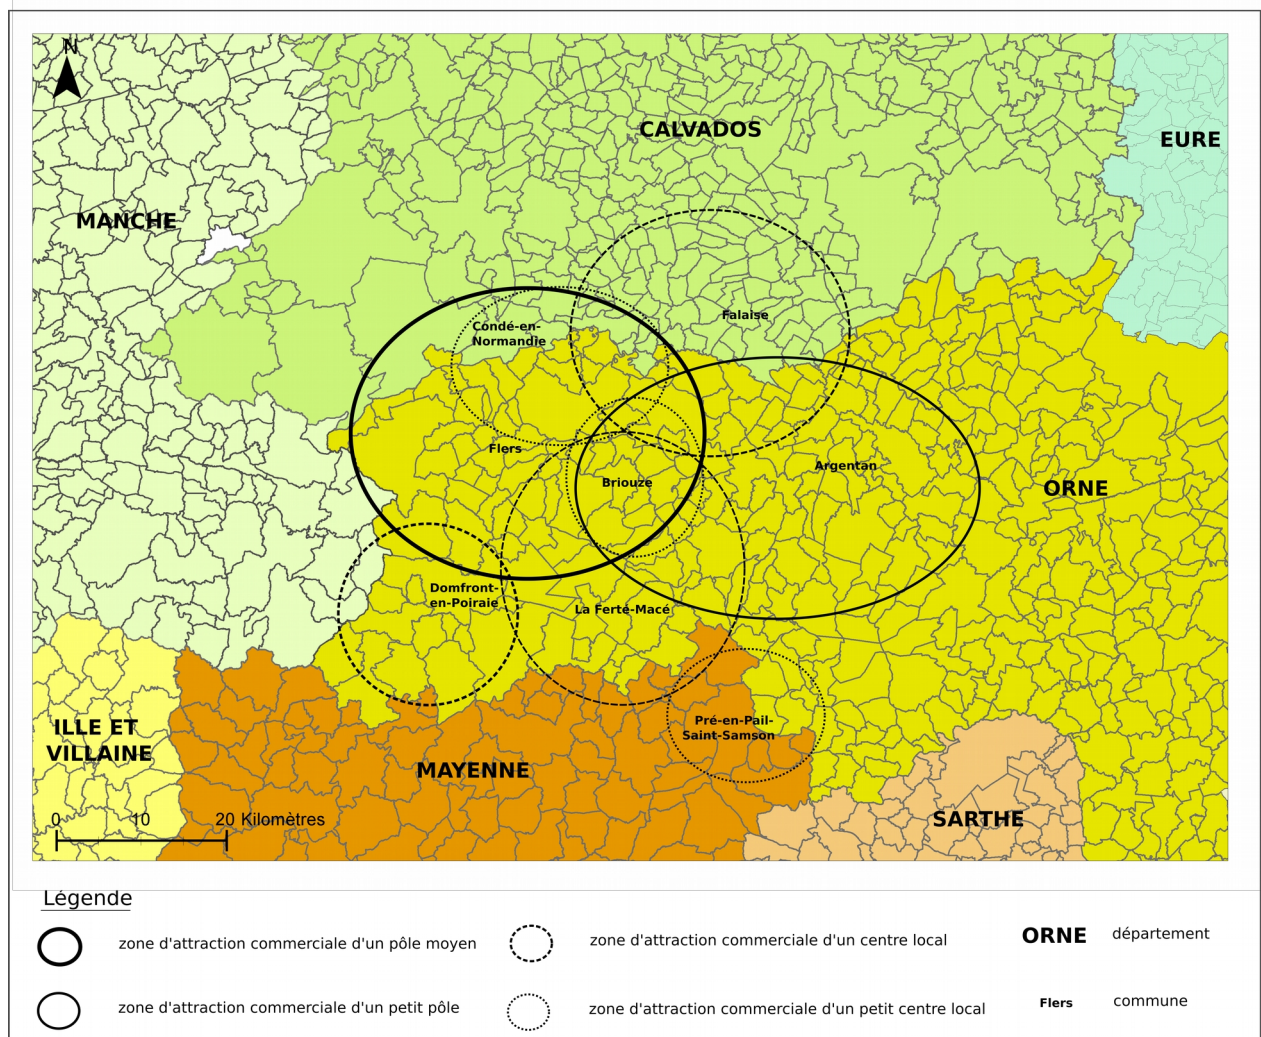 N
CALVADOS
EURE
MANCHE
Falaise
Condé-en-
Normandie
Flers
Argentan
Briouze
ORNE
Domfront-
en-Poiraie
La Ferté-Macé
Pré-en-Pail-
Saint-Samson
ILLE ET
VILLAINE
MAYENNE
SARTHE
0 10 20 Kilomètres
Légende
zone d'attraction commerciale d'un pôle moyen
zone d'attraction commerciale d'un centre local
ORNE département
zone d'attraction commerciale d'un petit pôle
zone d'attraction commerciale d'un petit centre local
Flers commune